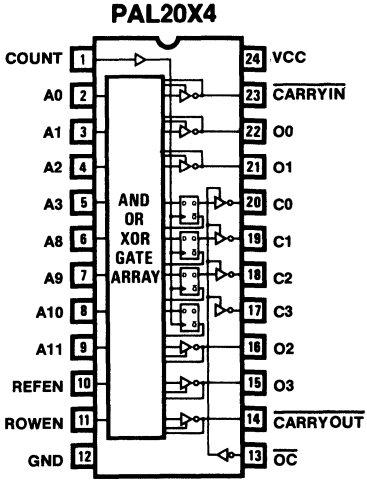 PAL20X4
COUNT 1 24 VCC
A0 2 23 CARRYIN
A1 3 22 O0
A2 4 21 O1
A3 5 20 C0
A8 6 19 C1
A9 7 18 C2
A10 8 17 C3
A11 9 16 O2
REFEN 10 15 O3
ROWEN 11 14 CARRYOUT
GND 12 13 OC
AND
OR
XOR
GATE
ARRAY